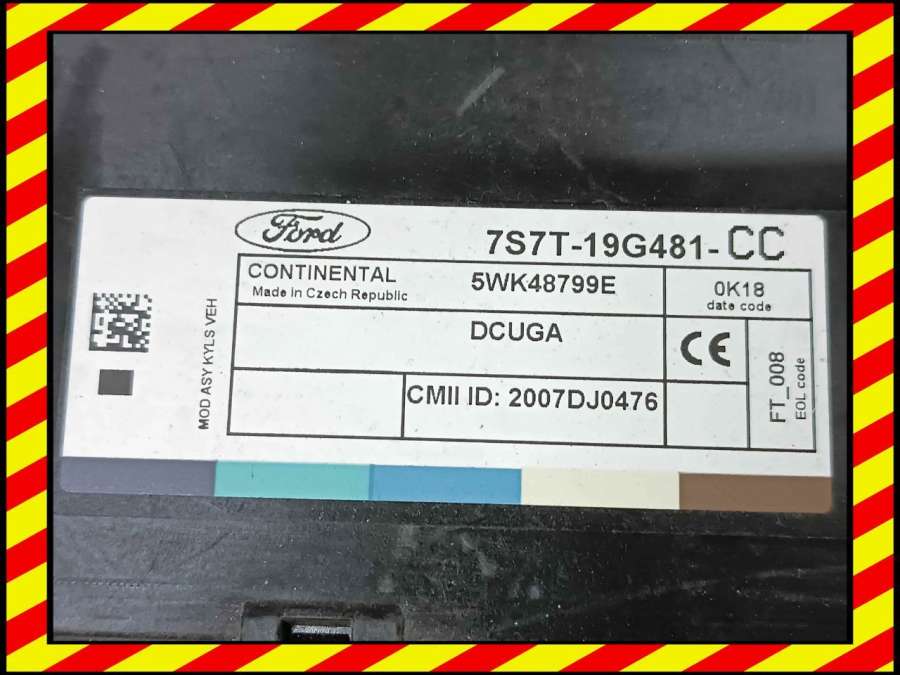 Ford
7S7T-19G481-CC
CONTINENTAL
Made in Czech Republic
5WK48799E
0K18
date code
DCUGA
CE
CMII ID: 2007DJ0476
FT_008
EOL code
MOD ASY KYLS VEH